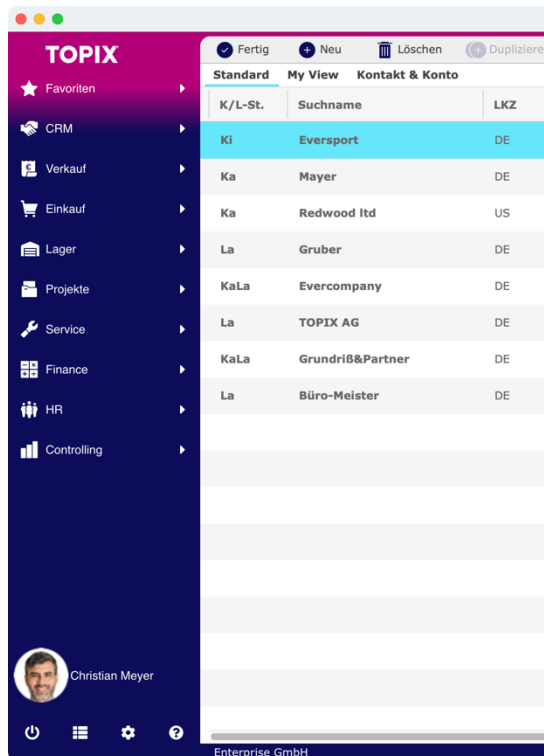 TOPIX
Fertig Neu Löschen Dupliziere
Favoriten
Standard My View Kontakt & Konto
K/L-St. Suchname LKZ
CRM
Ki Eversport DE
Verkauf
Ka Mayer DE
Einkauf
Ka Redwood ltd US
Lager
La Gruber DE
Projekte
KaLa Evercompany DE
Service
La TOPIX AG DE
Finance
KaLa Grundriß&Partner DE
HR
La Büro-Meister DE
Controlling
Christian Meyer
Enterprise GmbH